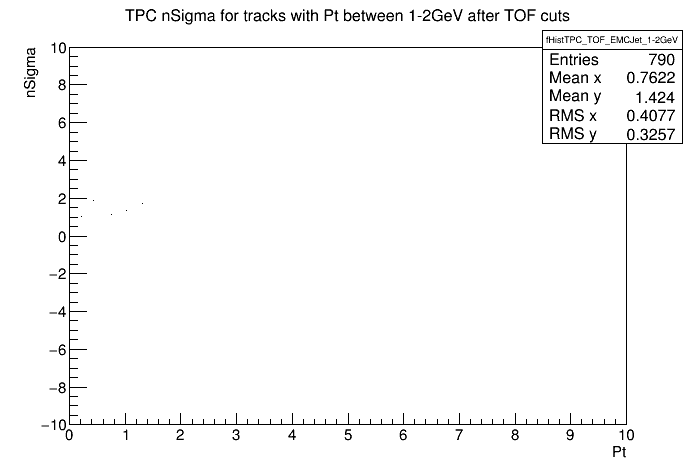 TPC nSigma for tracks with Pt between 1-2GeV after TOF cuts
fHistTPC_TOF_EMCJet_1-2GeV
Entries 790
Mean x 0.7622
Mean y 1.424
RMS x 0.4077
RMS y 0.3257
nSigma
10
8
6
4
2
0
−2
−4
−6
−8
−10
0 1 2 3 4 5 6 7 8 9 10
Pt